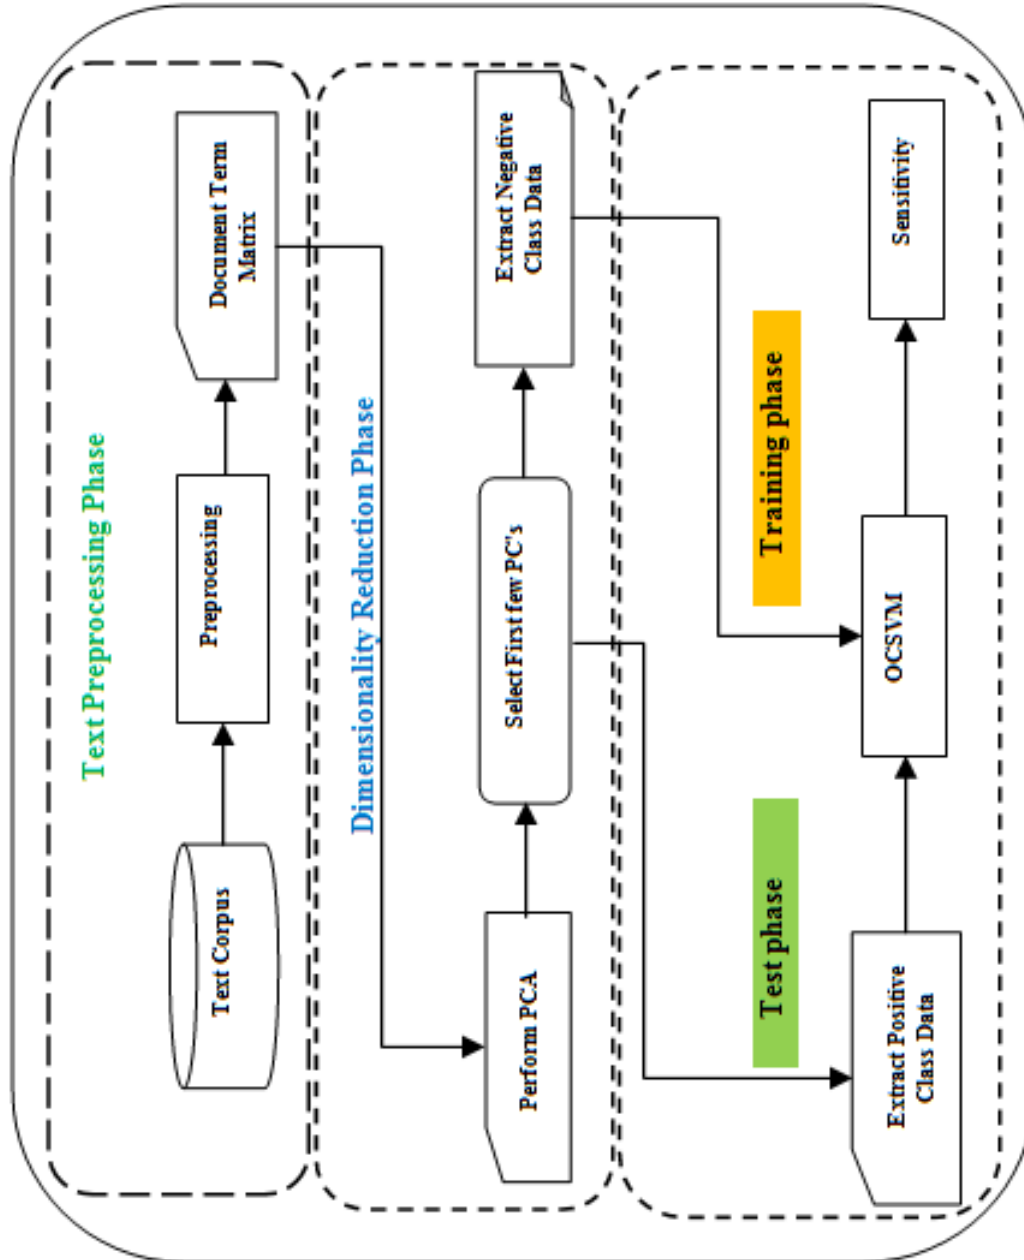 Text Preprocessing Phase
Text Corpus
Preprocessing
Document Term
Matrix
Dimensionality Reduction Phase
Perform PCA
Select First few PC"s
Extract Negative
Class Data
Test phase
Training phase
Extract Positive
Class Data
OCSVM
Sensitivity